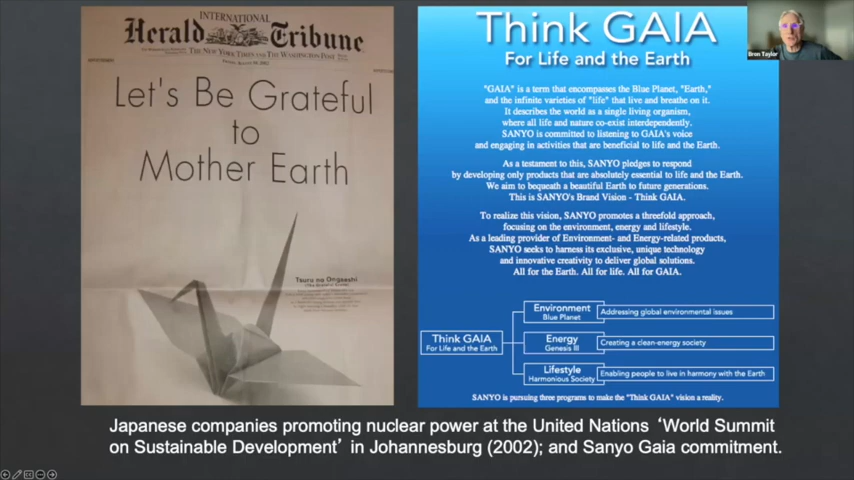 INTERNATIONAL
Herald Tribune
THE NEW YORK TIMES
THE WASHINGTON POST
Let's Be Grateful
to
Mother Earth
Tsuru no Ongaeshi
Think GAIA
For Life and the Earth
"GAIA" is a term that encompasses the Blue Planet, "Earth,"
and the infinite varieties of "life" that live and breathe on it.
It describes the world as a single living organism,
where all life and nature co-exist interdependently.
SANYO is committed to listening to GAIA's voice
and engaging in activities that are beneficial to life and the Earth.
As a testament to this, SANYO pledges to respond
by developing only products that are absolutely essential to life and the Earth.
We aim to bequeath a beautiful Earth to future generations.
This is SANYO's Brand Vision - Think GAIA.
To realize this vision, SANYO promotes a threefold approach,
focusing on the environment, energy and lifestyle.
As a leading provider of Environment- and Energy-related products,
SANYO seeks to harness its exclusive, unique technology
and innovative creativity to deliver global solutions.
All for the Earth. All for life. All for GAIA.
Think GAIA
For Life and the Earth
Environment
Blue Planet
Addressing global environmental issues
Energy
Genesis III
Creating a clean-energy society
Lifestyle
Harmonious Society
Enabling people to live in harmony with the Earth
SANYO is pursuing three programs to make the "Think GAIA" vision a reality.
Bron Taylor
Japanese companies promoting nuclear power at the United Nations ‘World Summit
on Sustainable Development’ in Johannesburg (2002); and Sanyo Gaia commitment.